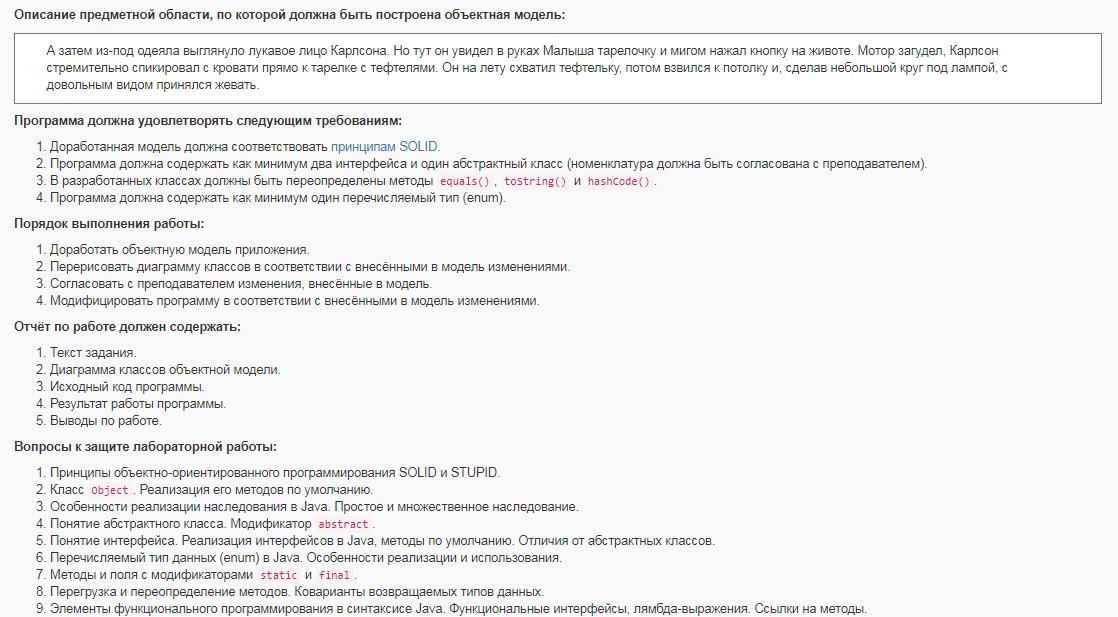 Описание предметной области, по которой должна быть построена объектная модель:
А затем из-под одеяла выглянуло лукавое лицо Карлсона. Но тут он увидел в руках Малыша тарелочку и мигом нажал кнопку на животе. Мотор загудел, Карлсон
стремительно спикировал с кровати прямо к тарелке с тефтелями. Он на лету схватил тефтельку, потом взвился к потолку и, сделав небольшой круг под лампой, с
довольным видом принялся жевать.
Программа должна удовлетворять следующим требованиям:
1. Доработанная модель должна соответствовать принципам SOLID.
2. Программа должна содержать как минимум два интерфейса и один абстрактный класс (номенклатура должна быть согласована с преподавателем).
3. В разработанных классах должны быть переопределены методы equals(), toString() и hashCode().
4. Программа должна содержать как минимум один перечисляемый тип (enum).
Порядок выполнения работы:
1. Доработать объектную модель приложения.
2. Перерисовать диаграмму классов в соответствии с внесёнными в модель изменениями.
3. Согласовать с преподавателем изменения, внесённые в модель.
4. Модифицировать программу в соответствии с внесёнными в модель изменениями.
Отчёт по работе должен содержать:
1. Текст задания.
2. Диаграмма классов объектной модели.
3. Исходный код программы.
4. Результат работы программы.
5. Выводы по работе.
Вопросы к защите лабораторной работы:
1. Принципы объектно-ориентированного программирования SOLID и STUPID.
2. Класс Object. Реализация его методов по умолчанию.
3. Особенности реализации наследования в Java. Простое и множественное наследование.
4. Понятие абстрактного класса. Модификатор abstract.
5. Понятие интерфейса. Реализация интерфейсов в Java, методы по умолчанию. Отличия от абстрактных классов.
6. Перечисляемый тип данных (enum) в Java. Особенности реализации и использования.
7. Методы и поля с модификаторами static и final.
8. Перегрузка и переопределение методов. Коварианты возвращаемых типов данных.
9. Элементы функционального программирования в синтаксисе Java. Функциональные интерфейсы, лямбда-выражения. Ссылки на методы.